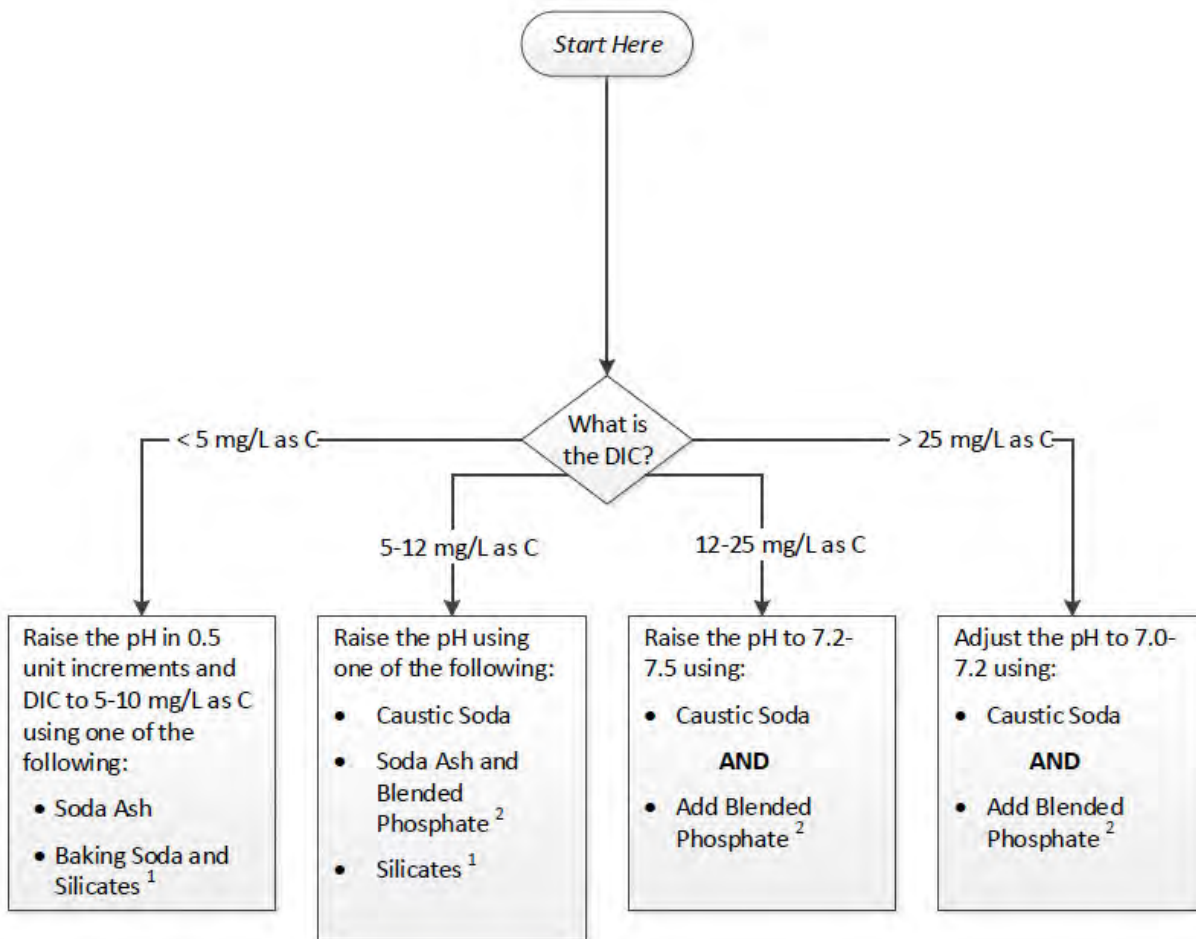 Start Here
What is
the DIC?
< 5 mg/L as C
> 25 mg/L as C
5-12 mg/L as C
12-25 mg/L as C
Raise the pH in 0.5
unit increments and
DIC to 5-10 mg/L as C
using one of the
following:
• Soda Ash
• Baking Soda and
Silicates 1
Raise the pH using
one of the following:
• Caustic Soda
• Soda Ash and
Blended
Phosphate 2
• Silicates 1
Raise the pH to 7.2-
7.5 using:
• Caustic Soda
AND
• Add Blended
Phosphate 2
Adjust the pH to 7.0-
7.2 using:
• Caustic Soda
AND
• Add Blended
Phosphate 2